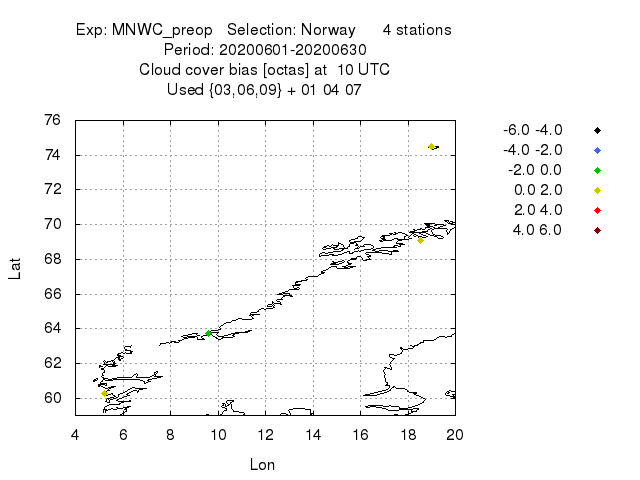 Exp: MNWC_preop   Selection: Norway      4 stations
Period: 20200601-20200630
Cloud cover bias [octas] at  10 UTC
Used {03,06,09} + 01 04 07
-6.0 -4.0
-4.0 -2.0
-2.0 0.0
0.0 2.0
2.0 4.0
4.0 6.0
76
74
72
70
68
66
64
62
60
Lat
4 6 8 10 12 14 16 18 20
Lon